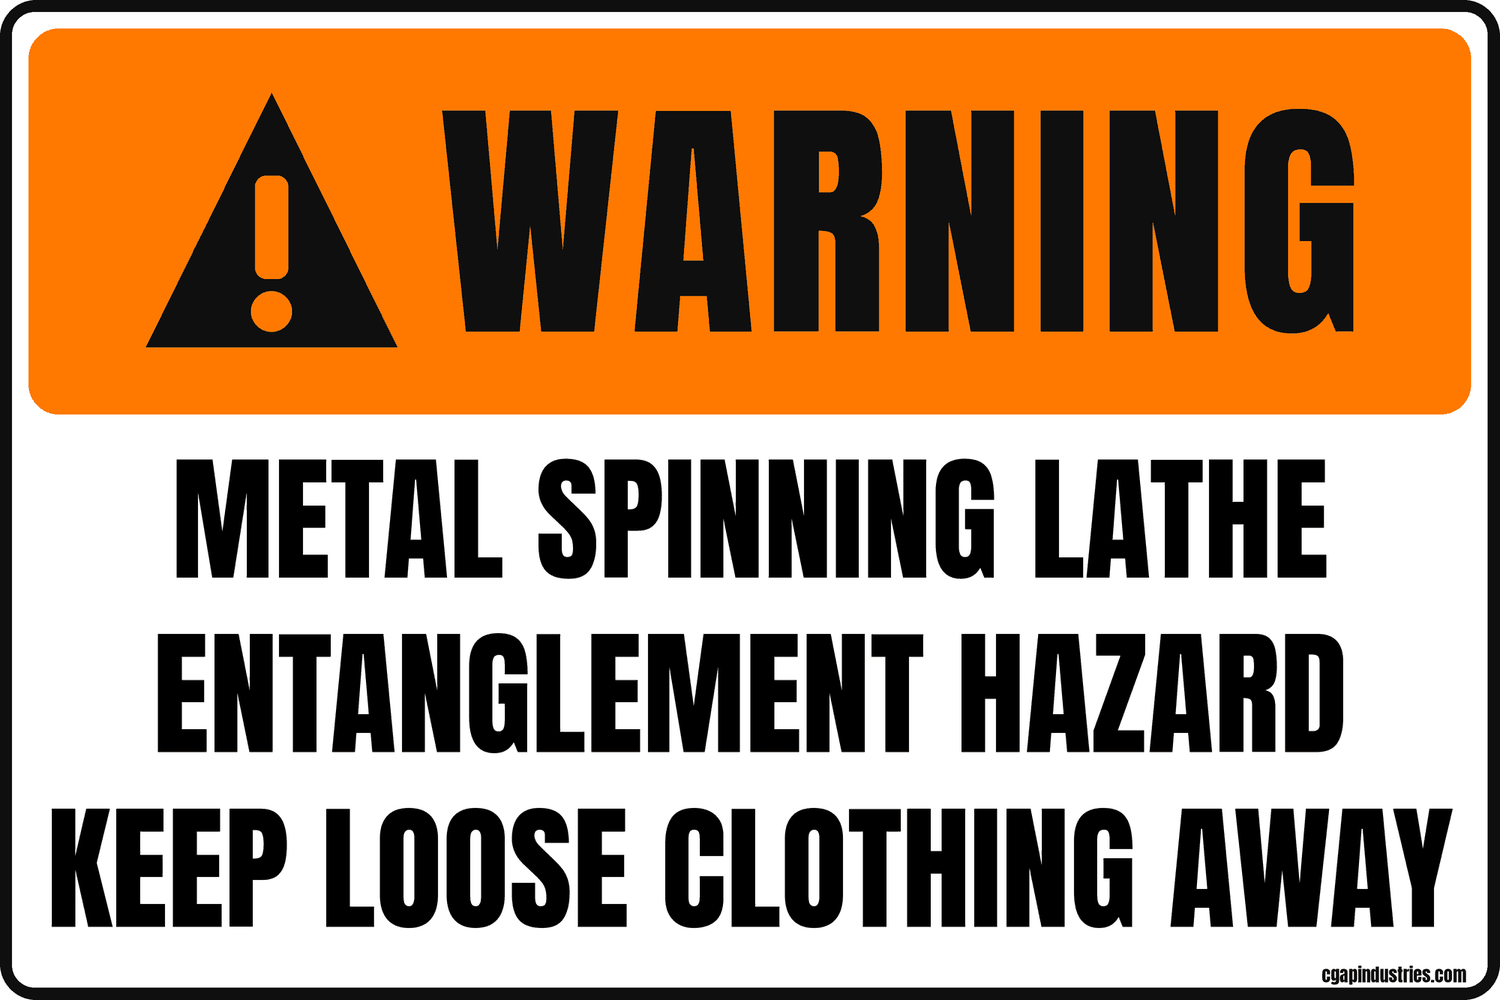 WARNING
METAL SPINNING LATHE
ENTANGLEMENT HAZARD
KEEP LOOSE CLOTHING AWAY
cgapindustries.com